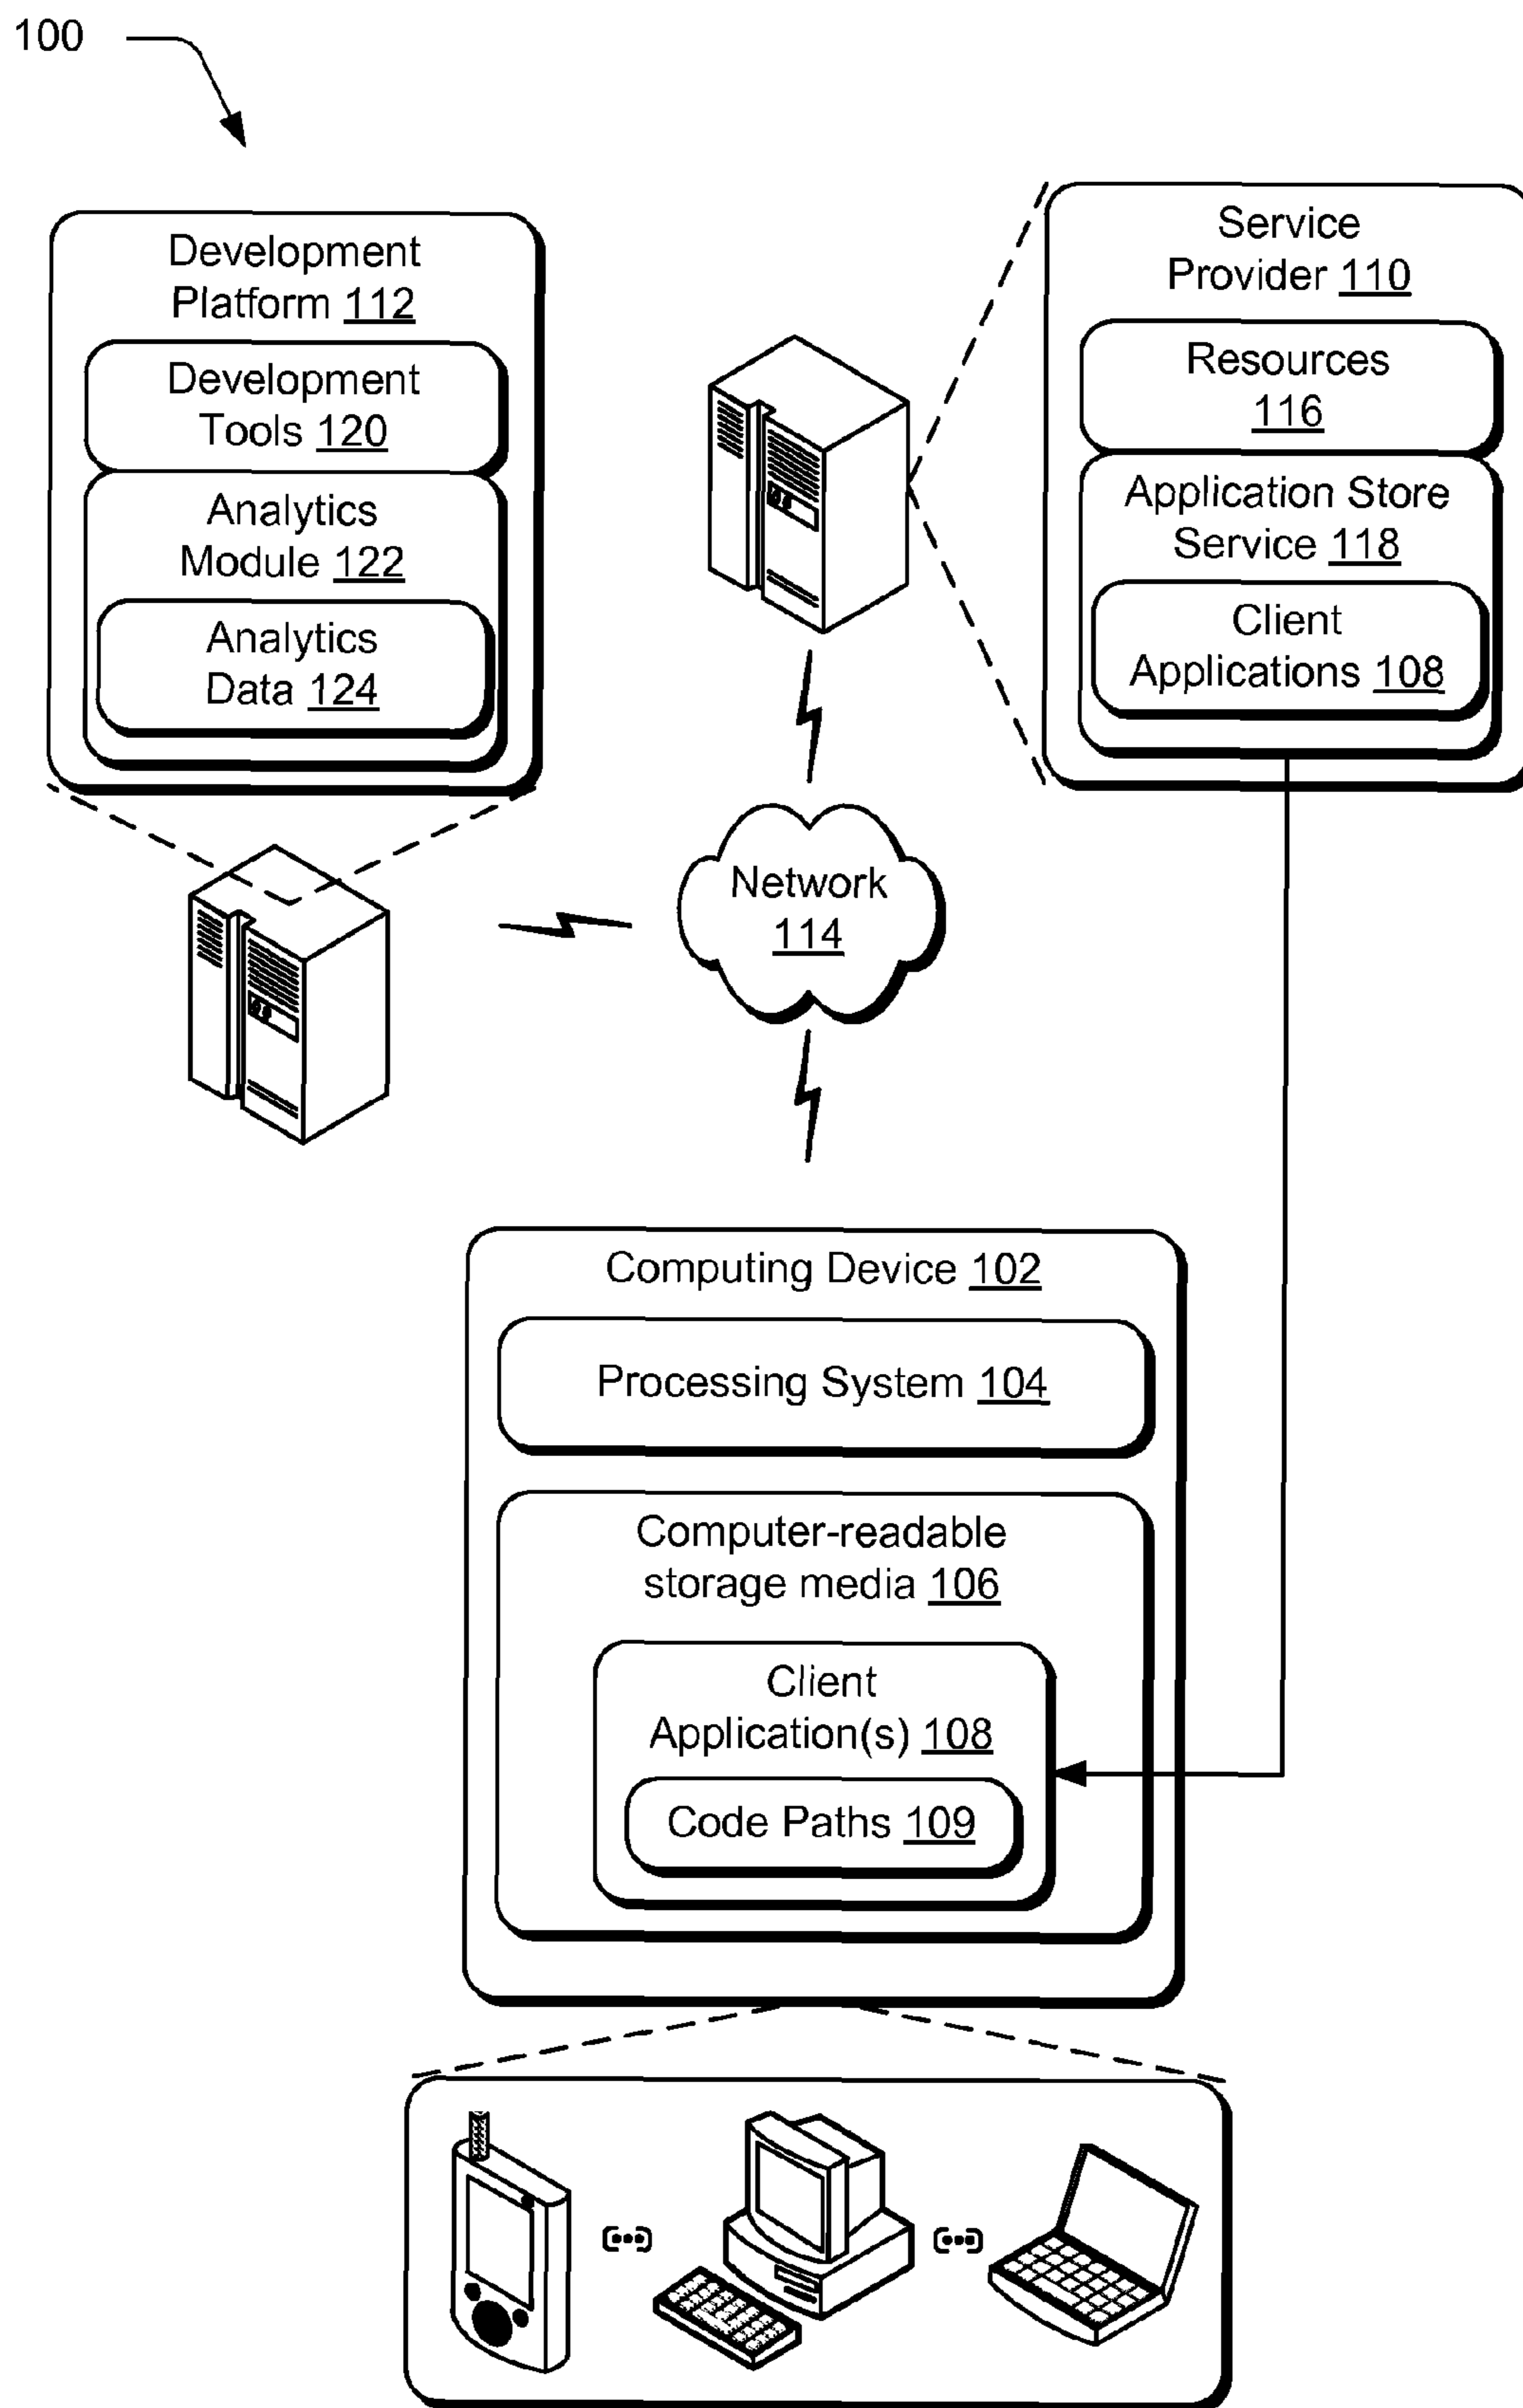 100
Development
Platform 112
Development
Tools 120
Analytics
Module 122
Analytics
Data 124
Service
Provider 110
Resources
116
Application Store
Service 118
Client
Applications 108
Network
114
Computing Device 102
Processing System 104
Computer-readable
storage media 106
Client
Application(s) 108
Code Paths 109